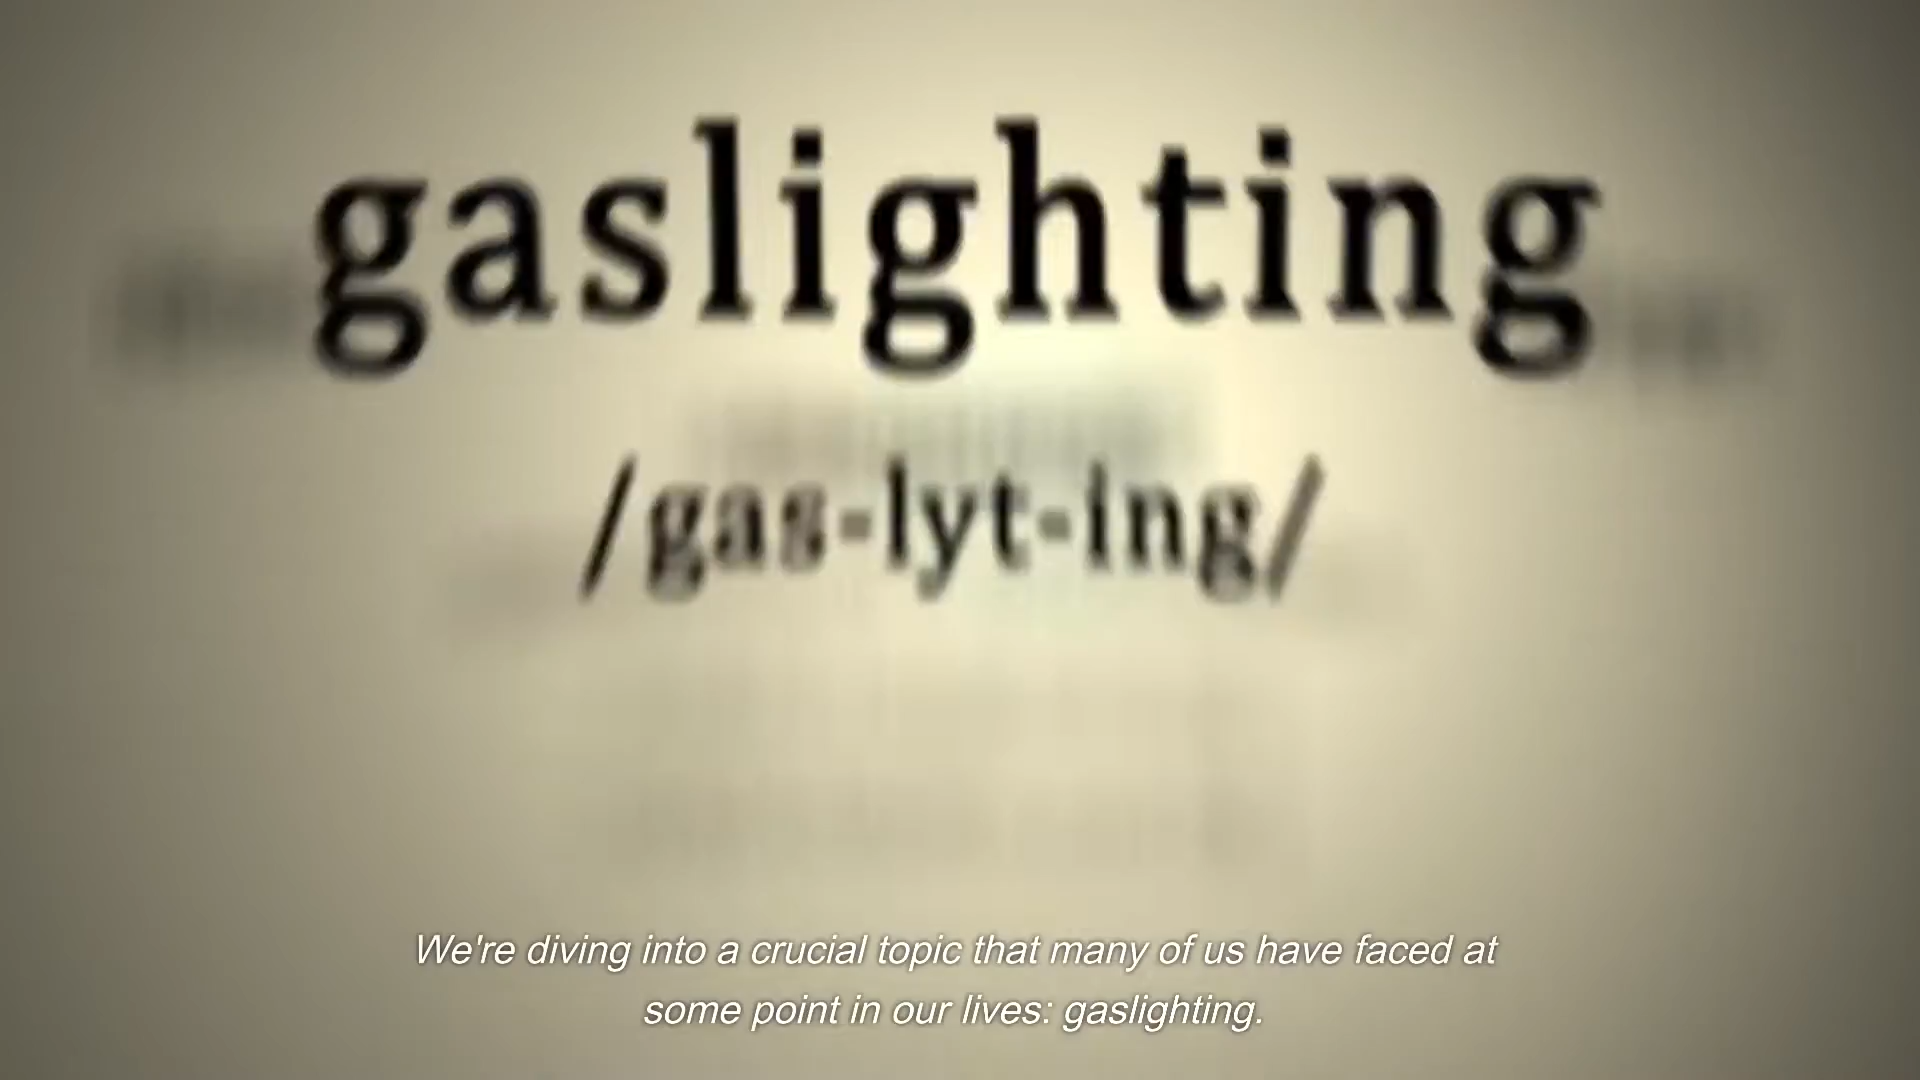 gaslighting
/gas-lyt-ing/
We're diving into a crucial topic that many of us have faced at
some point in our lives: gaslighting.